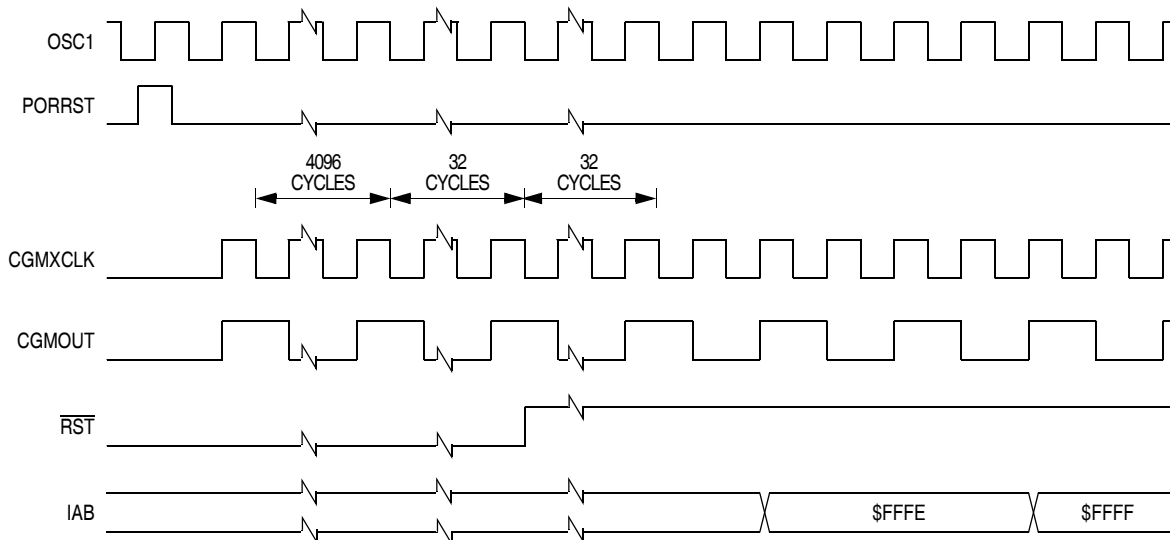 OSC1
PORRST
4096
CYCLES
32
CYCLES
32
CYCLES
CGMXCLK
CGMOUT
RST
IAB
$FFFE
$FFFF